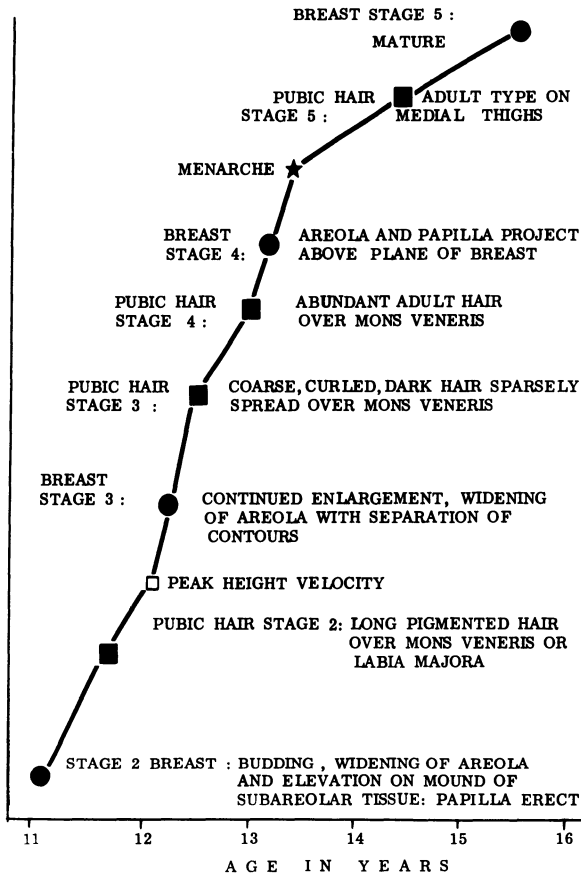 BREAST STAGE 5 :
MATURE
PUBIC HAIR ADULT TYPE ON
STAGE 5 : MEDIAL THIGHS
MENARCHE
BREAST AREOLA AND PAPILLA PROJECT
STAGE 4: ABOVE PLANE OF BREAST
PUBIC HAIR ABUNDANT ADULT HAIR
STAGE 4 : OVER MONS VENERIS
PUBIC HAIR COARSE, CURLED, DARK HAIR SPARSELY
STAGE 3 : SPREAD OVER MONS VENERIS
BREAST
STAGE 3 : CONTINUED ENLARGEMENT, WIDENING
OF AREOLA WITH SEPARATION OF
CONTOURS
PEAK HEIGHT VELOCITY
PUBIC HAIR STAGE 2: LONG PIGMENTED HAIR
OVER MONS VENERIS OR
LABIA MAJORA
STAGE 2 BREAST : BUDDING , WIDENING OF AREOLA
AND ELEVATION ON MOUND OF
SUBAREOLAR TISSUE: PAPILLA ERECT
11 12 13 14 15 16
AGE IN YEARS